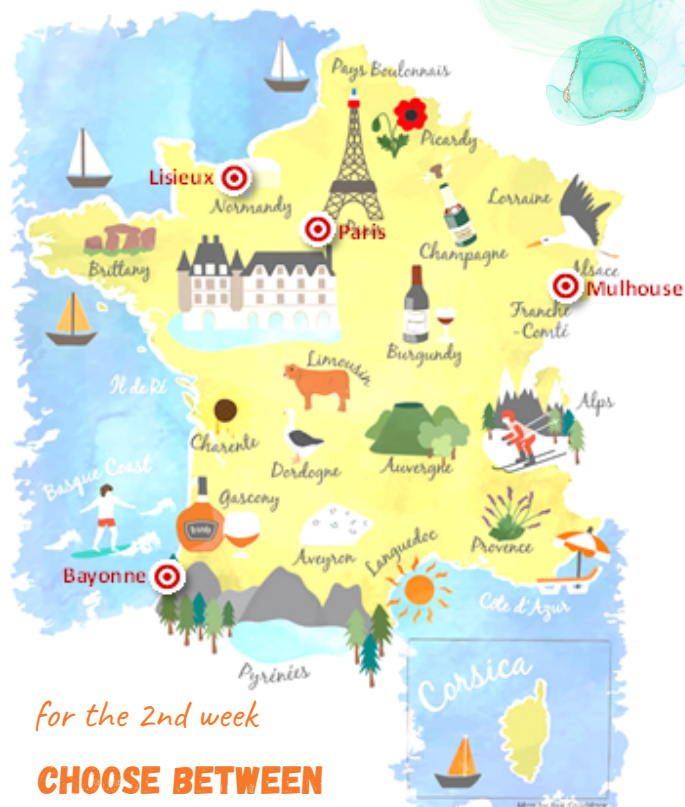 Pays Boulonnais
Picardy
Lisieux
Normandy
Lorraine
Paris
Champagne
Alsace
Brittany
Mulhouse
Franche
-Comté
Burgundy
Limousin
Il de Ré
Alps
Charente
Dordogne
Auvergne
Basque Coast
Gascony
Aveyron
Languedoc
Provence
Bayonne
Côte d'Azur
Pyrénées
Corsica
for the 2nd week
CHOOSE BETWEEN